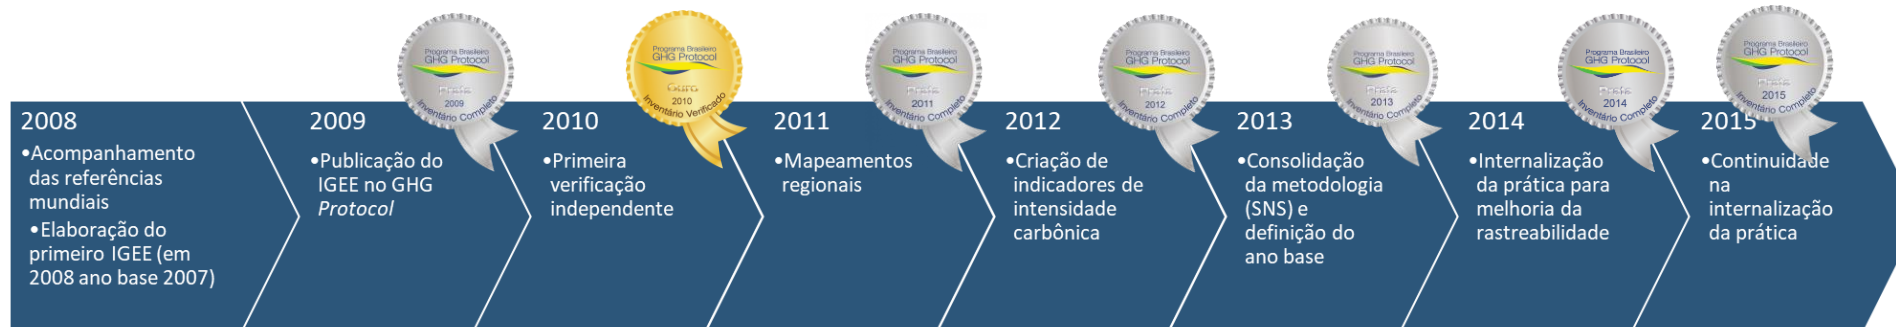 2008
•Acompanhamento
das referências
mundiais
•Elaboração do
primeiro IGEE (em
2008 ano base 2007)
Programa Brasileiro
GHG Protocol
Prata
2009
Inventário Completo
2009
•Publicação do
IGEE no GHG
Protocol
Programa Brasileiro
GHG Protocol
Ouro
2010
Inventário Verificado
2010
•Primeira
verificação
independente
Programa Brasileiro
GHG Protocol
Prata
2011
Inventário Completo
2011
•Mapeamentos
regionais
Programa Brasileiro
GHG Protocol
Prata
2012
Inventário Completo
2012
•Criação de
indicadores de
intensidade
carbônica
Programa Brasileiro
GHG Protocol
Prata
2013
Inventário Completo
2013
•Consolidação
da metodologia
(SNS) e
definição do
ano base
Programa Brasileiro
GHG Protocol
Prata
2014
Inventário Completo
2014
•Internalização
da prática para
melhoria da
rastreabilidade
Programa Brasileiro
GHG Protocol
Prata
2015
Inventário Completo
2015
•Continuidade
na
internalização
da prática